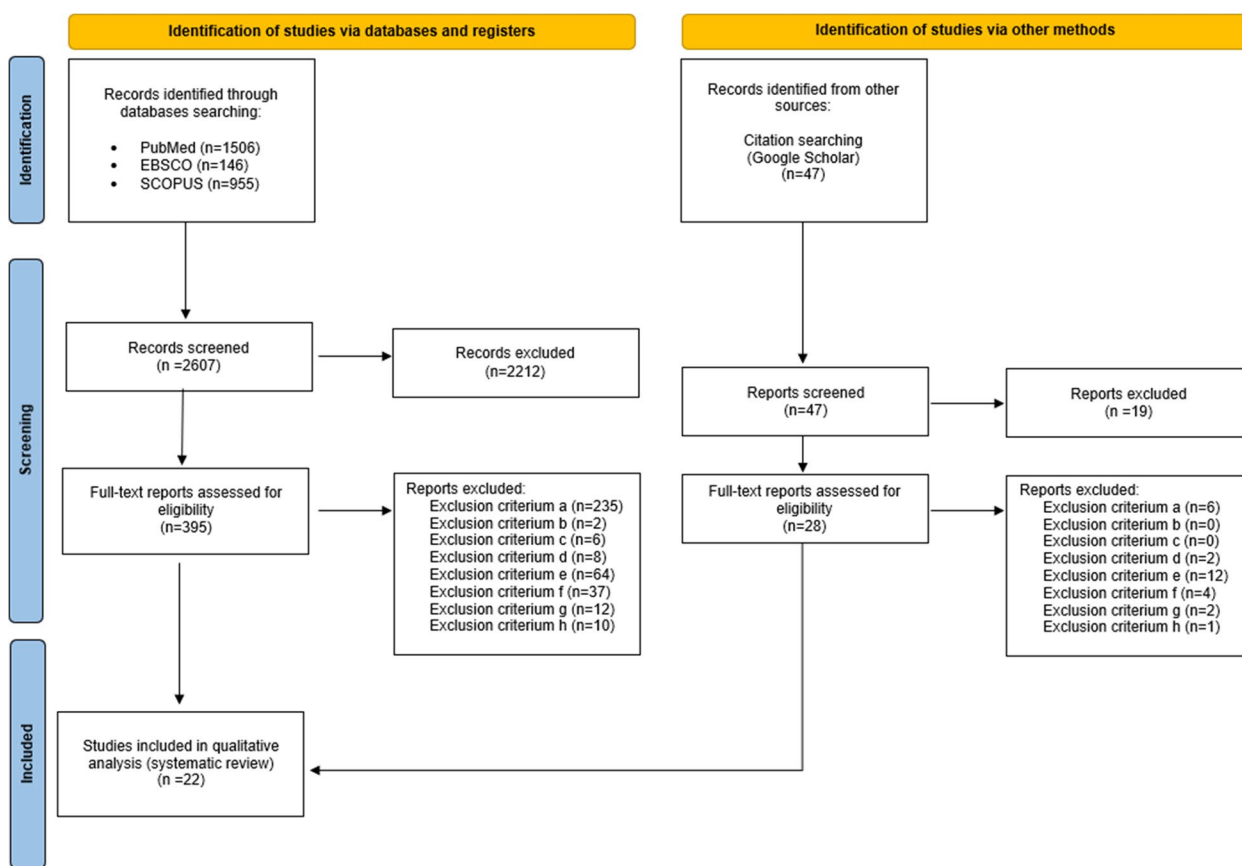 Identification of studies via databases and registers
Identification of studies via other methods
Identification
Records identified through
databases searching:
• PubMed (n=1506)
• EBSCO (n=146)
• SCOPUS (n=955)
Records identified from other
sources:
Citation searching
(Google Scholar)
(n=47)
Screening
Records screened
(n =2607)
Records excluded
(n=2212)
Reports screened
(n=47)
Reports excluded
(n =19)
Full-text reports assessed for
eligibility
(n=395)
Reports excluded:
Exclusion criterium a (n=235)
Exclusion criterium b (n=2)
Exclusion criterium c (n=6)
Exclusion criterium d (n=8)
Exclusion criterium e (n=64)
Exclusion criterium f (n=37)
Exclusion criterium g (n=12)
Exclusion criterium h (n=10)
Full-text reports assessed for
eligibility
(n=28)
Reports excluded:
Exclusion criterium a (n=6)
Exclusion criterium b (n=0)
Exclusion criterium c (n=0)
Exclusion criterium d (n=2)
Exclusion criterium e (n=12)
Exclusion criterium f (n=4)
Exclusion criterium g (n=2)
Exclusion criterium h (n=1)
Included
Studies included in qualitative
analysis (systematic review)
(n =22)